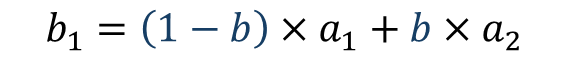 b₁ = (1 − b) × a₁ + b × a₂